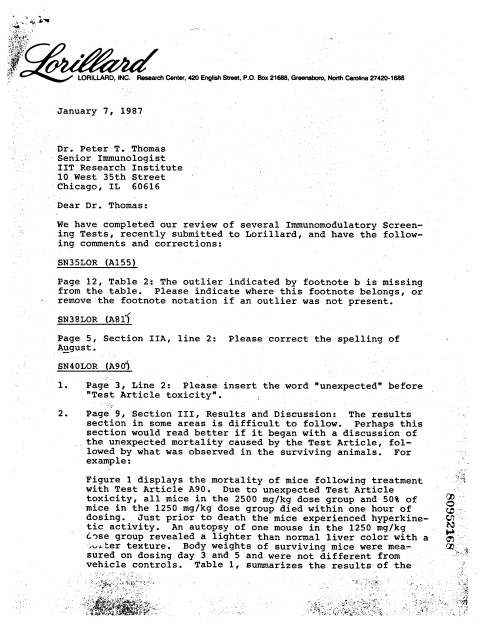 Lorillard
LORILLARD, INC. Research Center, 420 English Street, P.O. Box 21688, Greensboro, North Carolina 27420-1688
January 7, 1987
Dr. Peter T. Thomas
Senior Immunologist
IIT Research Institute
10 West 35th Street
Chicago, IL 60616
Dear Dr. Thomas:
We have completed our review of several Immunomodulatory Screen-
ing Tests, recently submitted to Lorillard, and have the follow-
ing comments and corrections:
SN35LOR (A155)
Page 12, Table 2: The outlier indicated by footnote b is missing
from the table. Please indicate where this footnote belongs, or
remove the footnote notation if an outlier was not present.
SN38LOR (A81)
Page 5, Section IIA, line 2: Please correct the spelling of
August.
SN40LOR (A90)
1. Page 3, Line 2: Please insert the word "unexpected" before
"Test Article toxicity".
2. Page 9, Section III, Results and Discussion: The results
section in some areas is difficult to follow. Perhaps this
section would read better if it began with a discussion of
the unexpected mortality caused by the Test Article, fol-
lowed by what was observed in the surviving animals. For
example:
Figure 1 displays the mortality of mice following treatment
with Test Article A90. Due to unexpected Test Article
toxicity, all mice in the 2500 mg/kg dose group and 50% of
mice in the 1250 mg/kg dose group died within one hour of
dosing. Just prior to death the mice experienced hyperkine-
tic activity. An autopsy of one mouse in the 1250 mg/kg
dose group revealed a lighter than normal liver color with a
texture. Body weights of surviving mice were mea-
sured on dosing day 3 and 5 and were not different from
vehicle controls. Table 1, summarizes the results of the
80952168